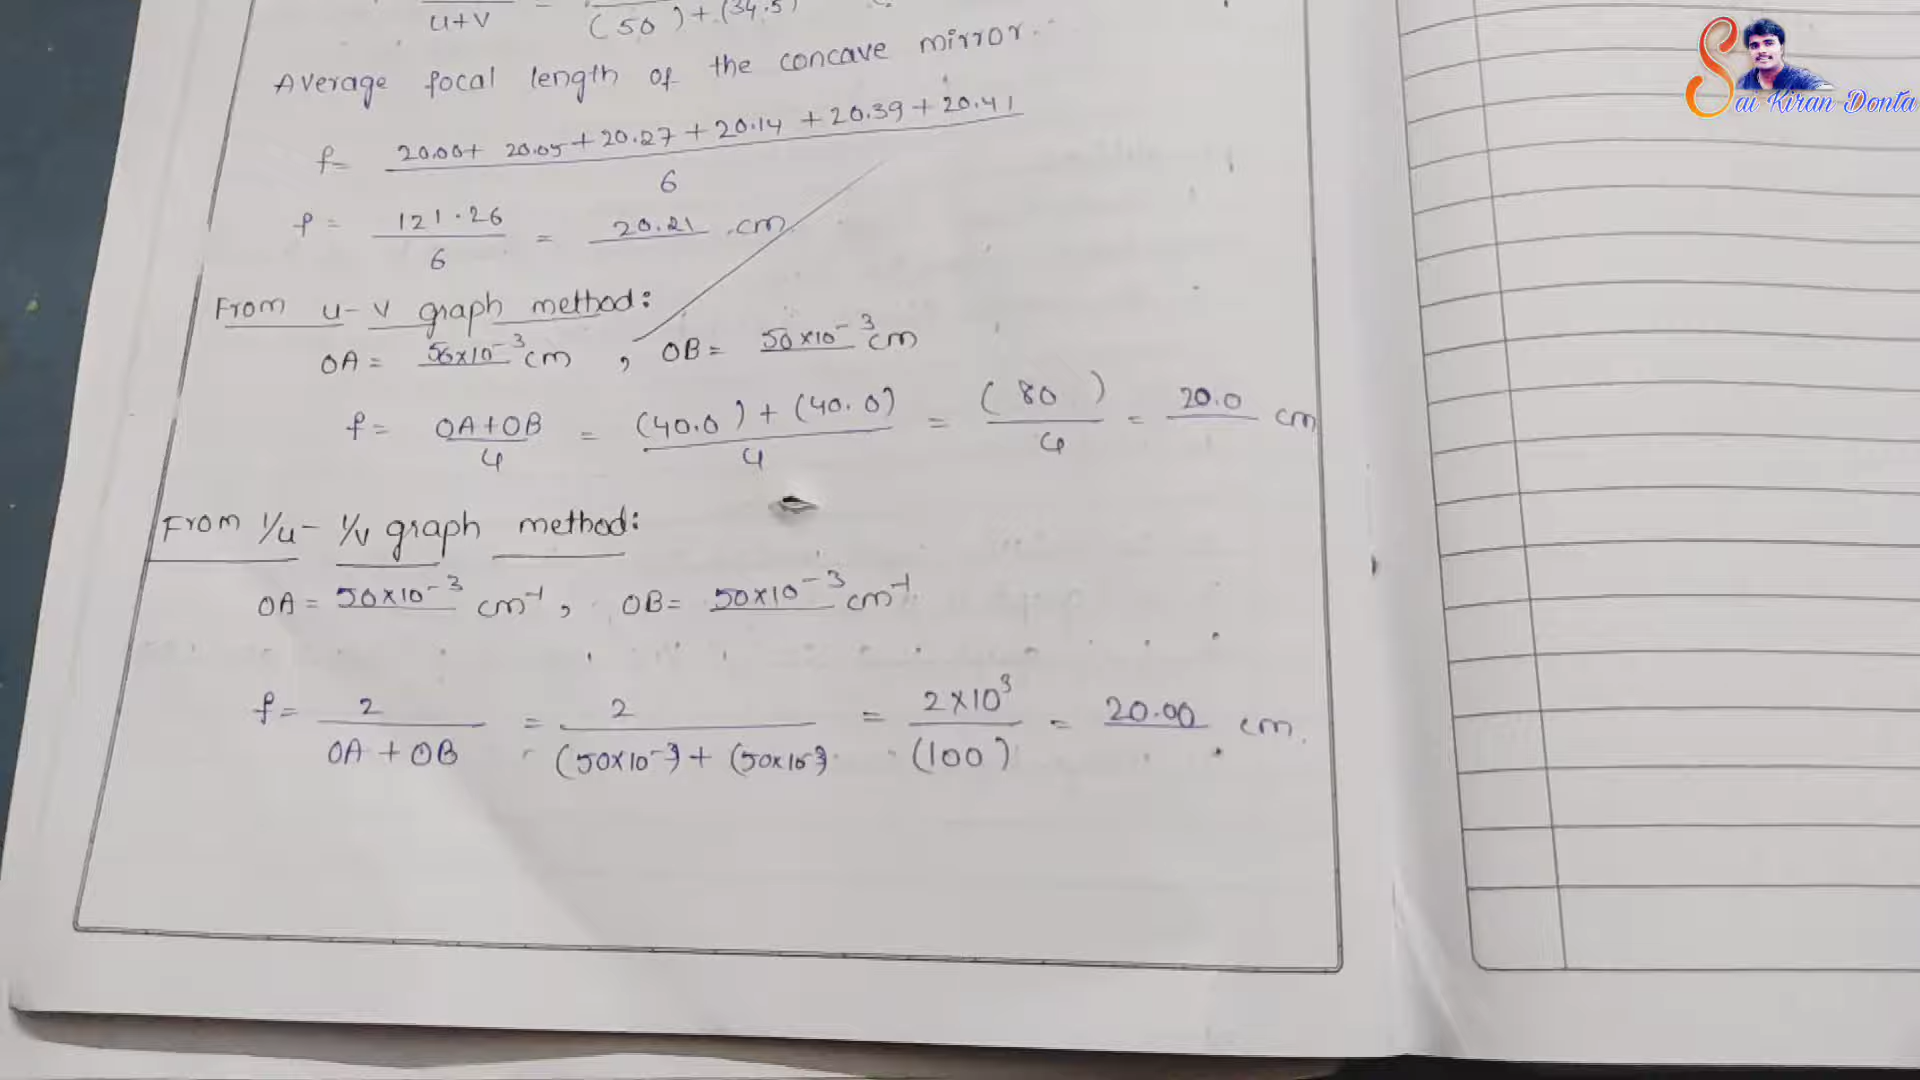 u+v = (50)+(34.5)
Average focal length of the concave mirror.
f= 20.00+ 20.05+20.27+20.14+20.39+20.41
6
f= 121.26 = 20.21 .cm.
6
From u-v graph method:
OA= 50x10-3 cm, OB= 50x10-3 cm
f= OA+OB = (40.0)+(40.0) = (80) = 20.0 cm
4 4 4
From 1/u- 1/v graph method:
OA= 50x10-3 cm-1, OB= 50x10-3 cm-1.
f= 2 = 2 = 2x10^3 = 20.00 cm.
OA+OB (50x10-3)+(50x10-3) (100)
Sai Kiran Donta